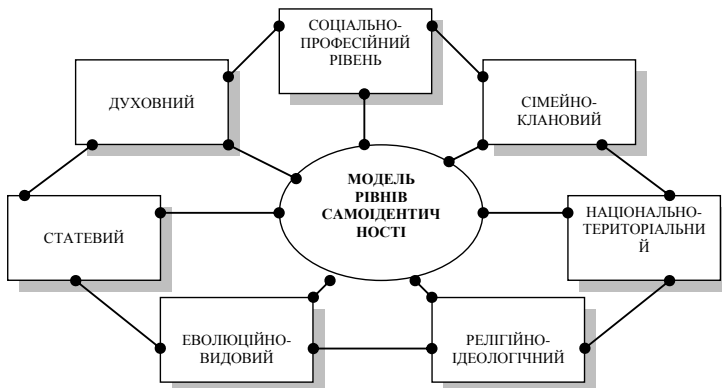 СОЦІАЛЬНО-
ПРОФЕСІЙНИЙ
РІВЕНЬ
ДУХОВНИЙ
СІМЕЙНО-
КЛАНОВИЙ
МОДЕЛЬ
РІВНІВ
САМОІДЕНТИЧ
НОСТІ
СТАТЕВИЙ
НАЦІОНАЛЬНО-
ТЕРИТОРІАЛЬНИ
Й
ЕВОЛЮЦІЙНО-
ВИДОВИЙ
РЕЛІГІЙНО-
ІДЕОЛОГІЧНИЙ